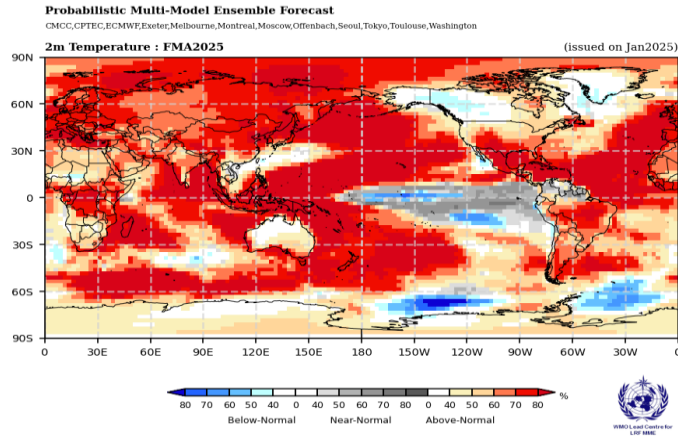 Probabilistic Multi-Model Ensemble Forecast
CMCC,CPTEC,ECMWF,Exeter,Melbourne,Montreal,Moscow,Offenbach,Seoul,Tokyo,Toulouse,Washington
2m Temperature : FMA2025 (issued on Jan2025)
90N
60N
30N
0
30S
60S
90S
0 30E 60E 90E 120E 150E 180 150W 120W 90W 60W 30W 0
80 70 60 50 40 0 40 50 60 70 80 0 40 50 60 70 80 %
Below-Normal Near-Normal Above-Normal
WMO Lead Centre for
LRF MME